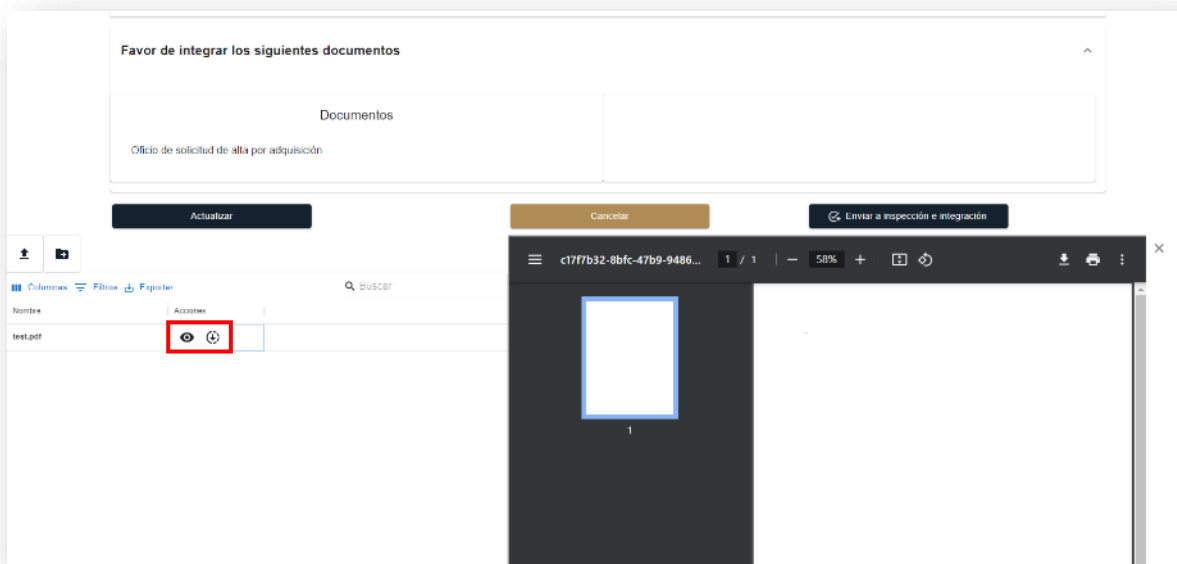 Favor de integrar los siguientes documentos
Documentos
Oficio de solicitud de alta por adquisición
Actualizar
Cancelar
Enviar a inspección e integración
c17f7b32-8bfc-47b9-9486... 1 / 1 58%
Columnas Filtros Exportar Buscar
Nombre Acciones
test.pdf
1